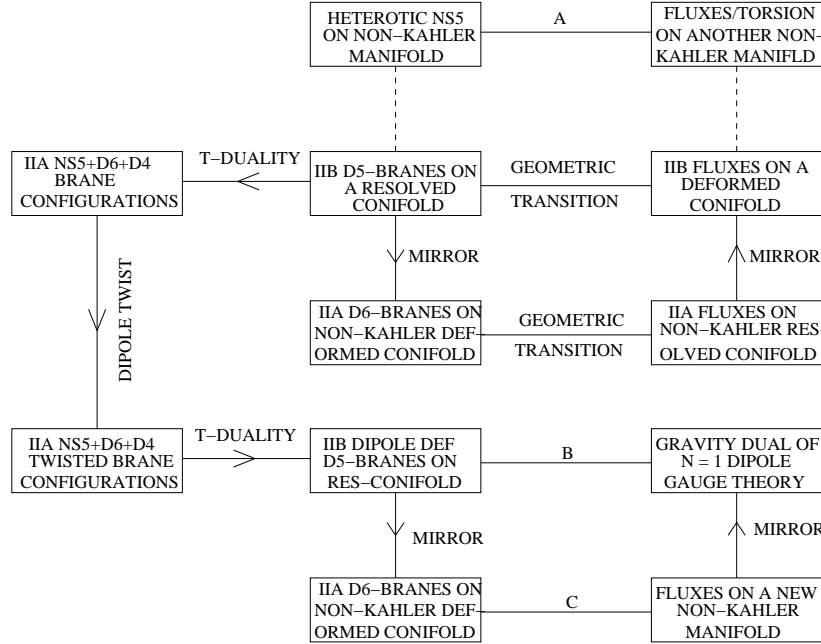 HETEROTIC NS5
ON NON−KAHLER
MANIFOLD
A
FLUXES/TORSION
ON ANOTHER NON−
KAHLER MANIFLD
IIA NS5+D6+D4
BRANE
CONFIGURATIONS
T−DUALITY
IIB D5−BRANES ON
A RESOLVED
CONIFOLD
GEOMETRIC
TRANSITION
IIB FLUXES ON A
DEFORMED
CONIFOLD
MIRROR
MIRROR
DIPOLE TWIST
IIA D6−BRANES ON
NON−KAHLER DEF−
ORMED CONIFOLD
GEOMETRIC
TRANSITION
IIA FLUXES ON
NON−KAHLER RES−
OLVED CONIFOLD
IIA NS5+D6+D4
TWISTED BRANE
CONFIGURATIONS
T−DUALITY
IIB DIPOLE DEF
D5−BRANES ON
RES−CONIFOLD
B
GRAVITY DUAL OF
N = 1 DIPOLE
GAUGE THEORY
MIRROR
MIRROR
IIA D6−BRANES ON
NON−KAHLER DEF−
ORMED CONIFOLD
C
FLUXES ON A NEW
NON−KAHLER
MANIFOLD